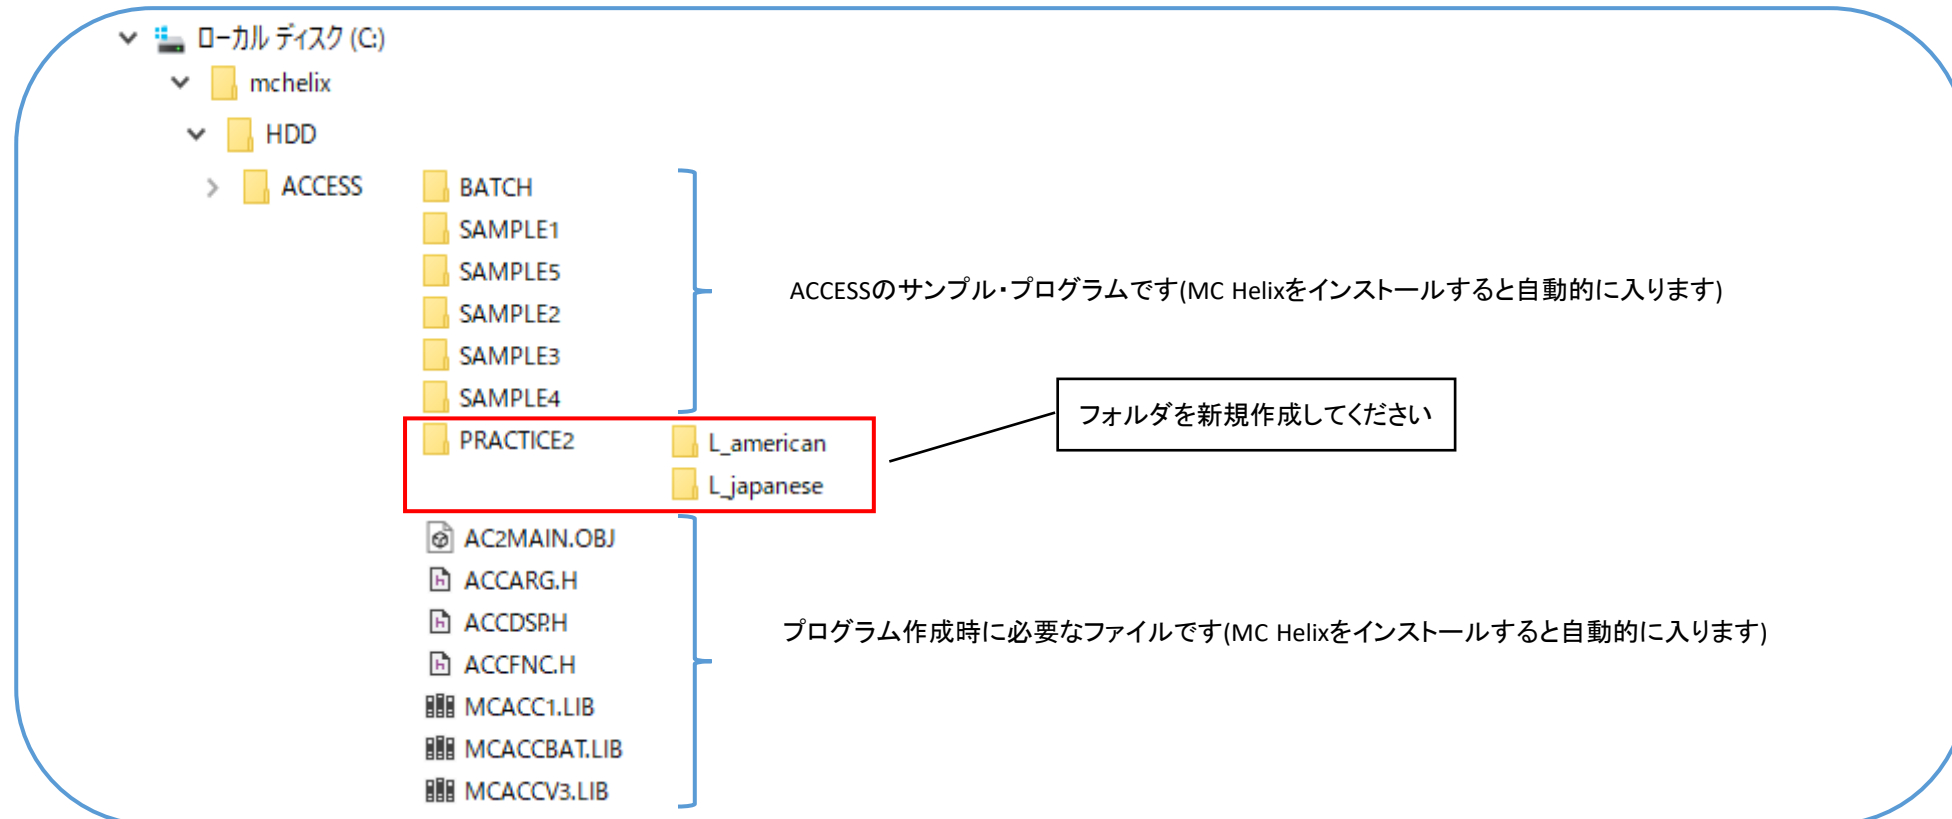 ローカル ディスク (C:)
mchelix
HDD
ACCESS
BATCH
SAMPLE1
SAMPLE5
SAMPLE2
SAMPLE3
SAMPLE4
ACCESSのサンプル・プログラムです(MC Helixをインストールすると自動的に入ります)
PRACTICE2
L_american
L_japanese
フォルダを新規作成してください
AC2MAIN.OBJ
ACCARG.H
ACCDSP.H
ACCFNC.H
MCACC1.LIB
MCACCBAT.LIB
MCACCV3.LIB
プログラム作成時に必要なファイルです(MC Helixをインストールすると自動的に入ります)